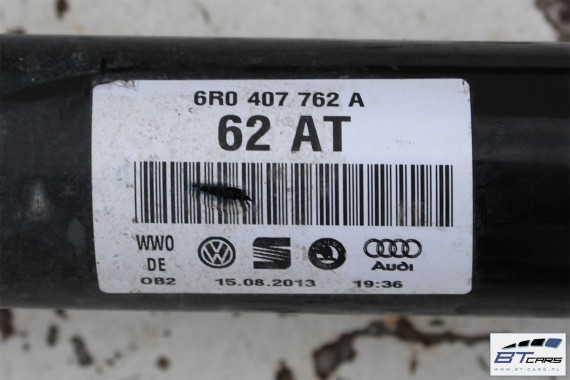 6R0 407 762 A
62 AT
WWO
DE
Audi
OB2 15.08.2013 19:36
BT CARS
WWW.BT-CARS.PL